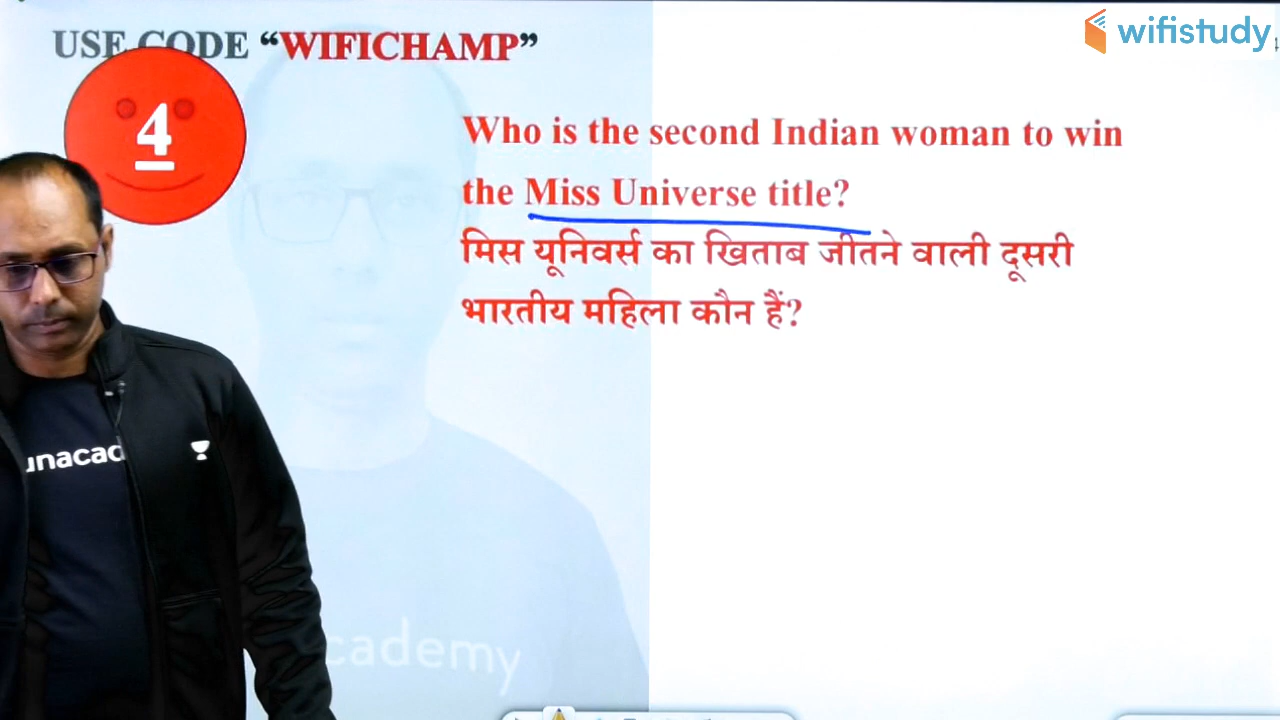 USE CODE “WIFICHAMP”
wifistudy
4
Who is the second Indian woman to win
the Miss Universe title?
मिस यूनिवर्स का खिताब जीतने वाली दूसरी
भारतीय महिला कौन हैं?
unacad
cademy